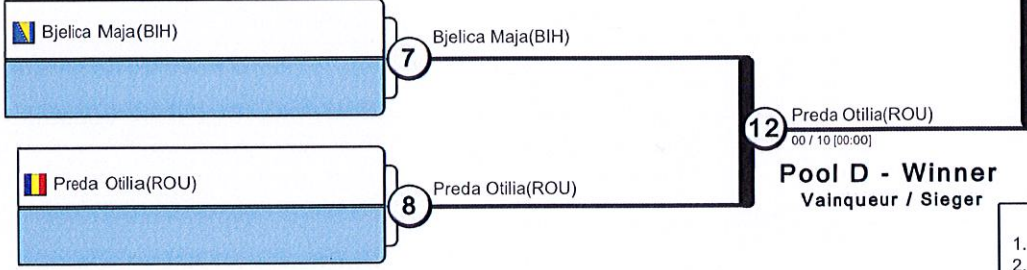 Bjelica Maja(BIH)
7
Bjelica Maja(BIH)
Preda Otilia(ROU)
8
Preda Otilia(ROU)
12
Preda Otilia(ROU)
00 / 10 [00:00]
Pool D - Winner
Vainqueur / Sieger
1.
2.